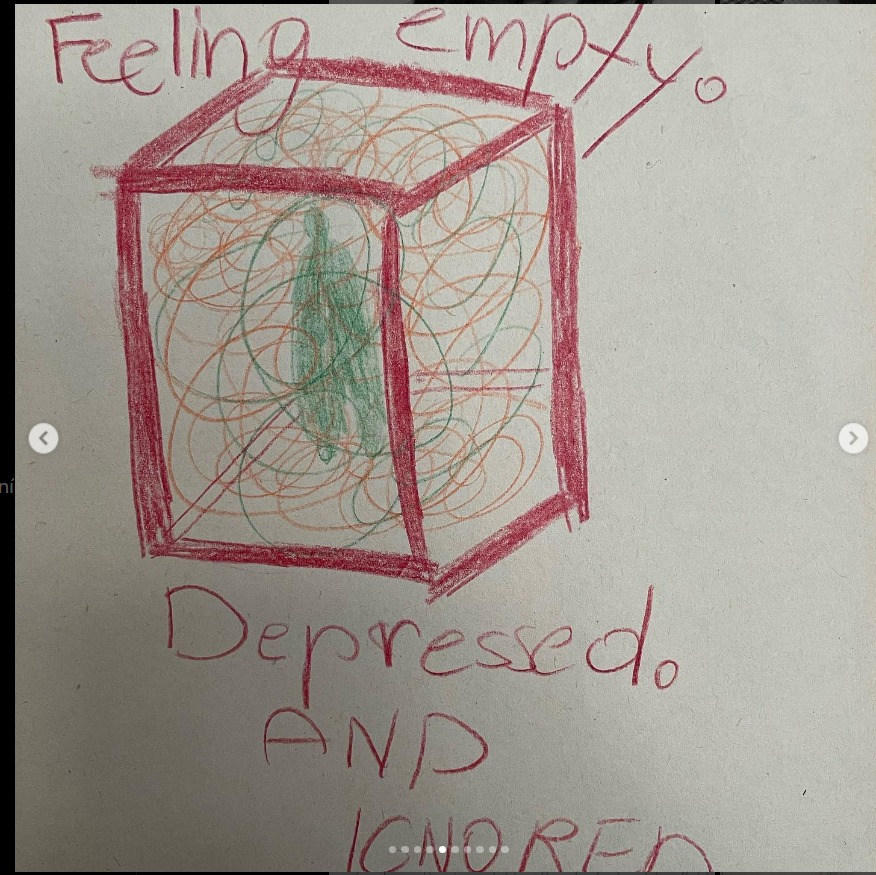 Feeling empty.
Depressed.
AND
IGNORED